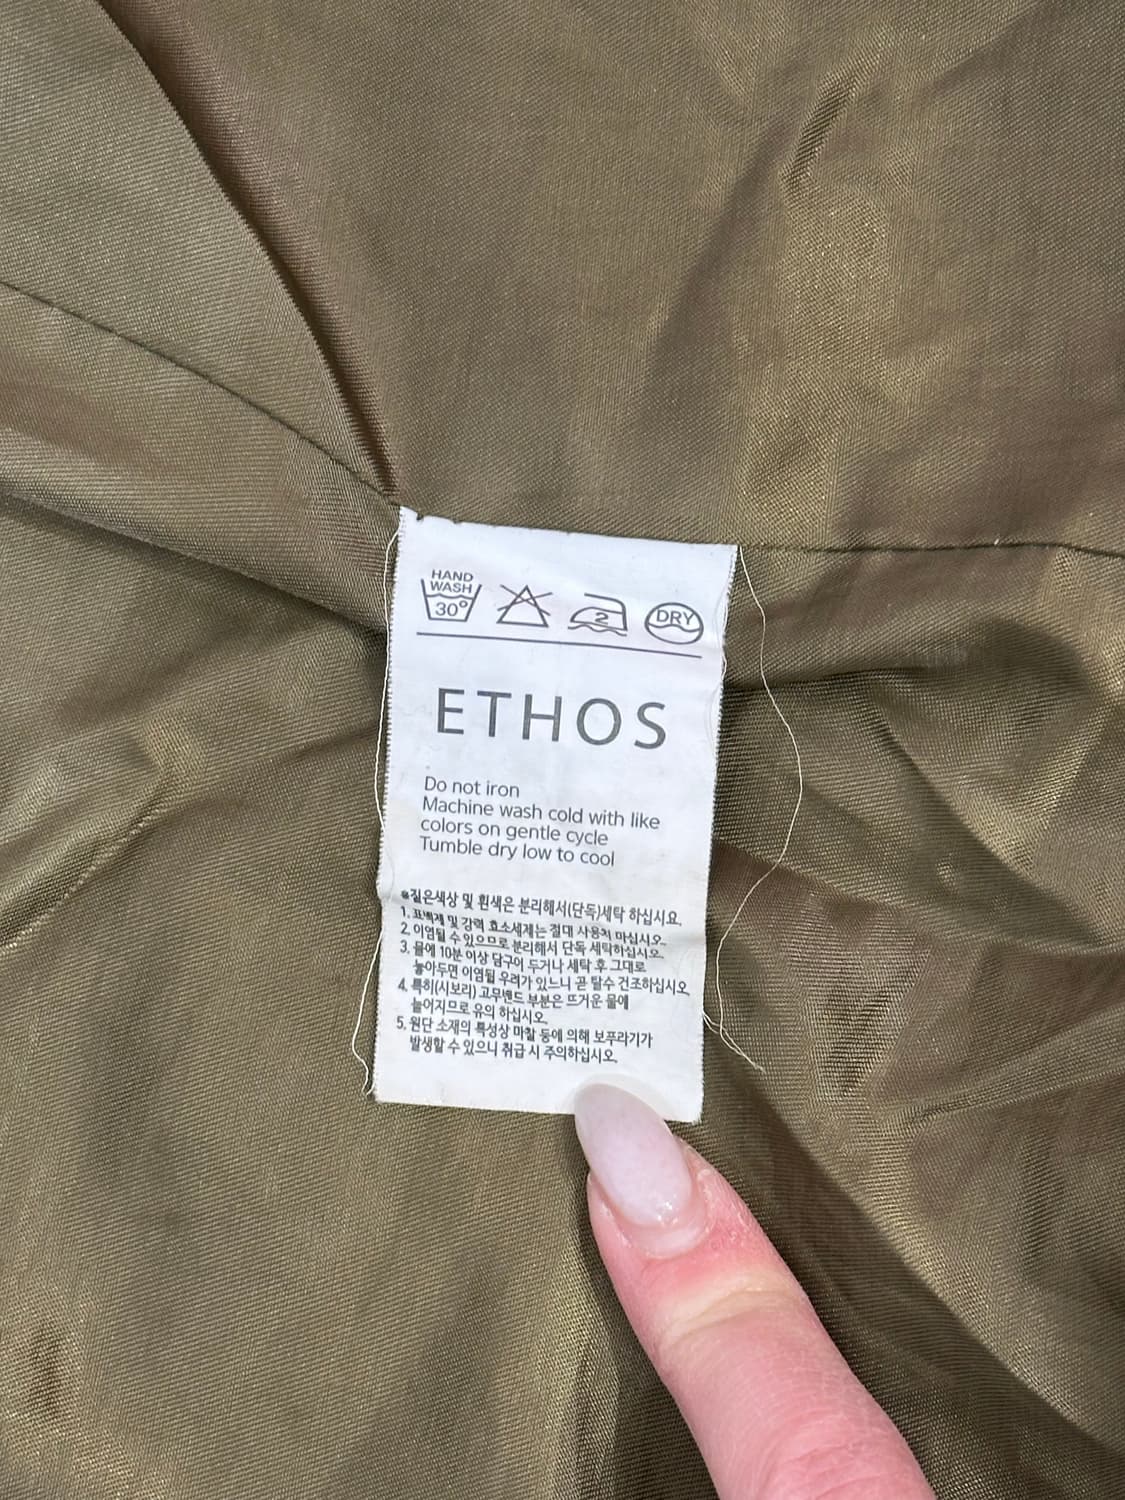 HAND
WASH
30°
2
DRY
ETHOS
Do not iron
Machine wash cold with like
colors on gentle cycle
Tumble dry low to cool
※짙은색상 및 흰색은 분리해서(단독)세탁 하십시요.
1. 표백제 및 강력 효소세제는 절대 사용치 마십시오.
2. 이염될 수 있으므로 분리해서 단독 세탁하십시오.
3. 물에 10분 이상 담구어 두거나 세탁 후 그대로
놓아두면 이염될 우려가 있느니 곧 탈수 건조하십시오
4. 특히(시보리) 고무밴드 부분은 뜨거운 물에
늘어지므로 유의 하십시오.
5. 원단 소재의 특성상 마찰 등에 의해 보푸라기가
발생할 수 있으니 취급 시 주의하십시오.